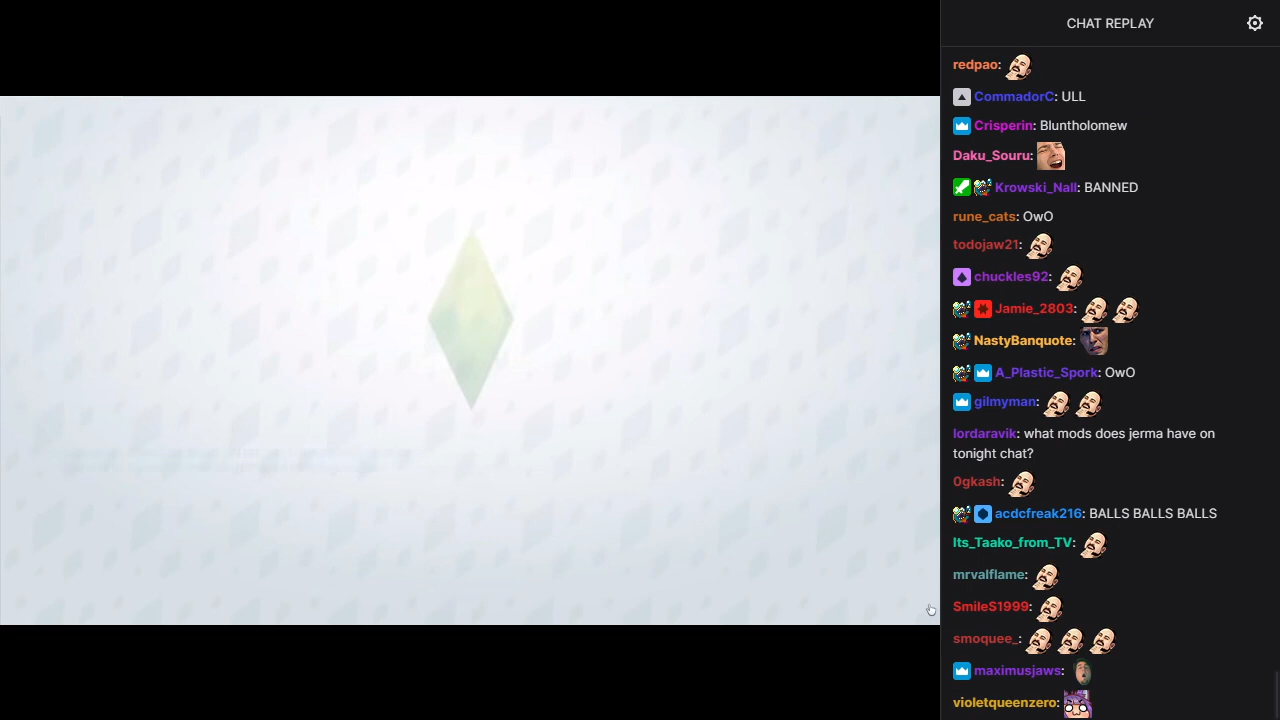 CHAT REPLAY
redpao:
CommadorC: ULL
Crisperin: Bluntholomew
Daku_Souru:
Krowski_Nall: BANNED
rune_cats: OwO
todojaw21:
chuckles92:
Jamie_2803:
NastyBanquote:
A_Plastic_Spork: OwO
gilmyman:
lordaravik: what mods does jerma have on
tonight chat?
0gkash:
acdcfreak216: BALLS BALLS BALLS
Its_Taako_from_TV:
mrvalflame:
SmileS1999:
smoquee_:
maximusjaws:
violetqueenzero: